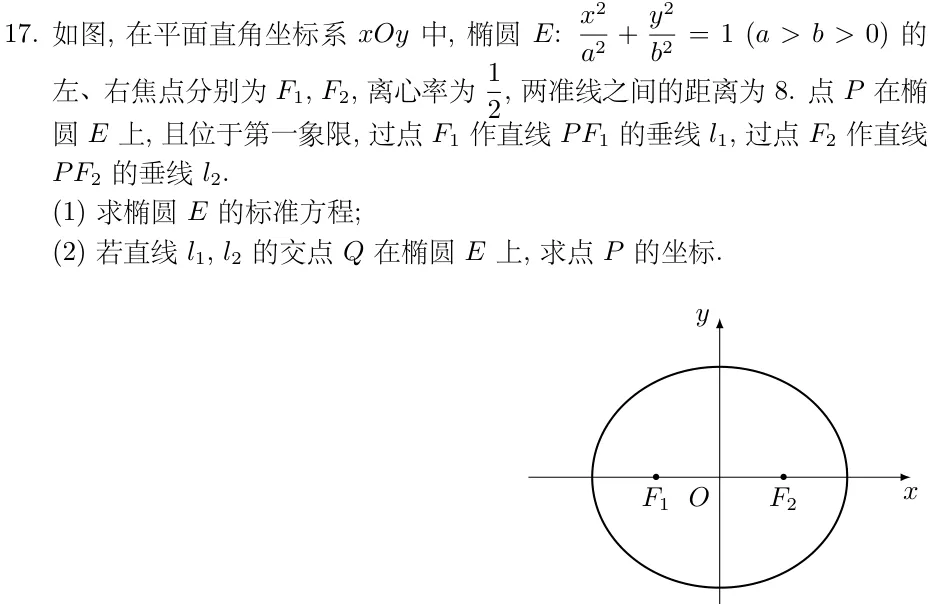 17. 如图, 在平面直角坐标系 xOy 中, 椭圆 E: x²/a² + y²/b² = 1 (a > b > 0) 的
左、右焦点分别为 F₁, F₂, 离心率为 1/2, 两准线之间的距离为 8. 点 P 在椭
圆 E 上, 且位于第一象限, 过点 F₁ 作直线 PF₁ 的垂线 l₁, 过点 F₂ 作直线
PF₂ 的垂线 l₂.
(1) 求椭圆 E 的标准方程;
(2) 若直线 l₁, l₂ 的交点 Q 在椭圆 E 上, 求点 P 的坐标.
y
F₁ O F₂ x